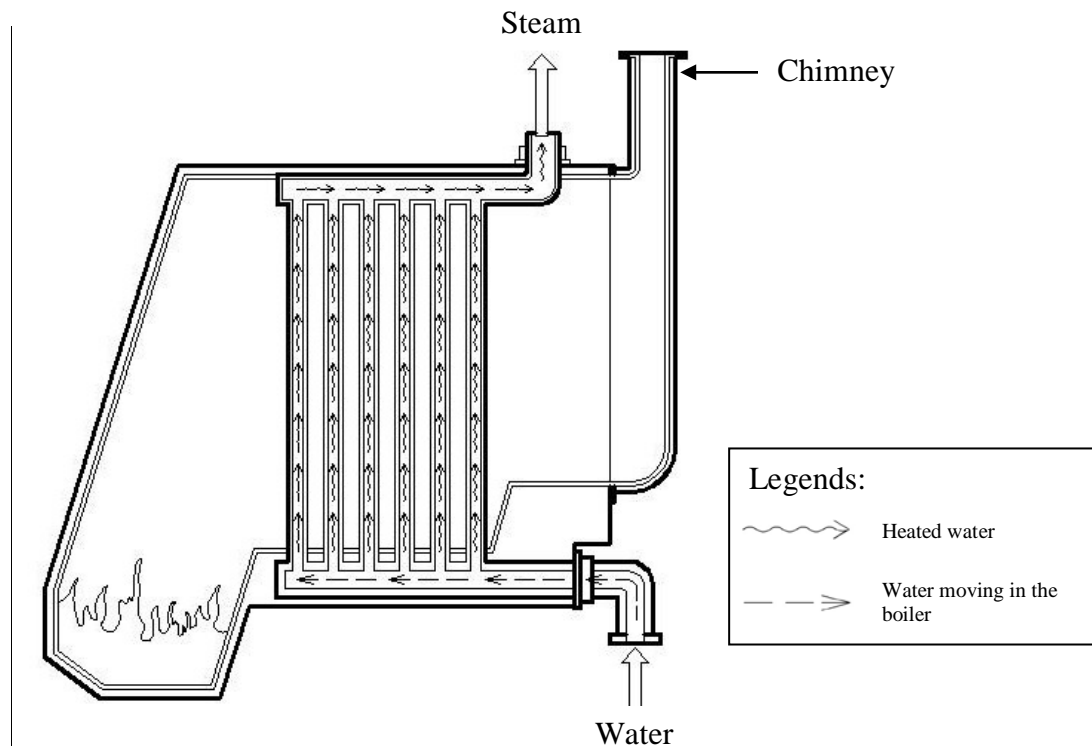 Steam
Chimney
Legends:
Heated water
Water moving in the
boiler
Water